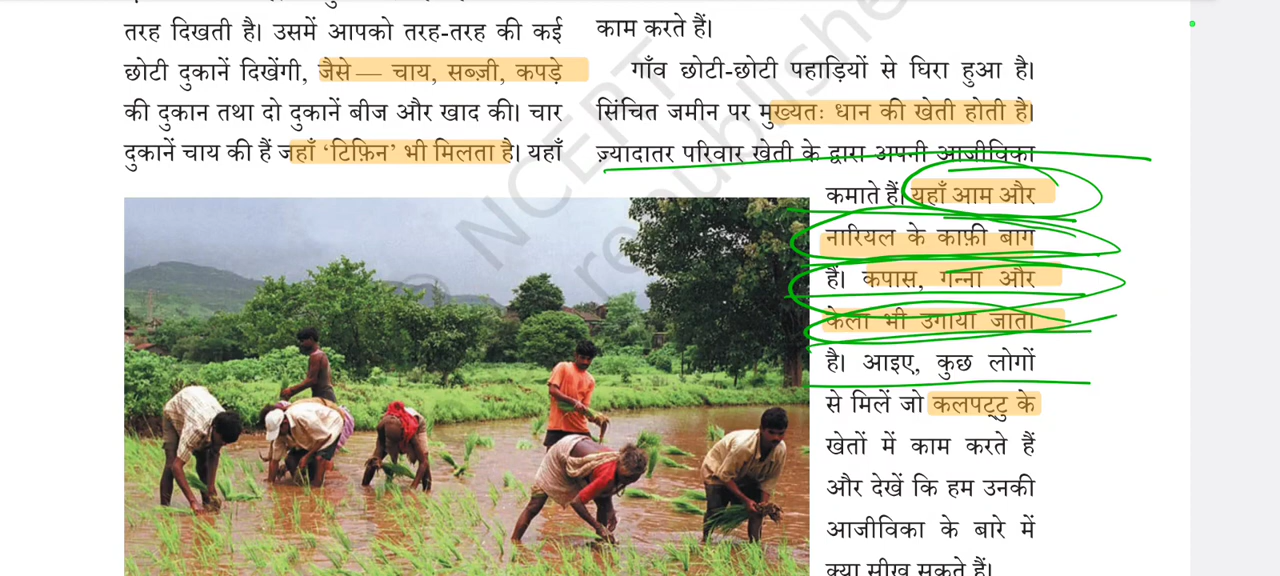 तरह दिखती है। उसमें आपको तरह-तरह की कई
छोटी दुकानें दिखेंगी, जैसे— चाय, सब्ज़ी, कपड़े
की दुकान तथा दो दुकानें बीज और खाद की। चार
दुकानें चाय की हैं जहाँ ‘टिफ़िन’ भी मिलता है। यहाँ
काम करते हैं।
गाँव छोटी-छोटी पहाड़ियों से घिरा हुआ है।
सिंचित जमीन पर मुख्यतः धान की खेती होती है।
ज़्यादातर परिवार खेती के द्वारा अपनी आजीविका
कमाते हैं। यहाँ आम और
नारियल के काफ़ी बाग
हैं। कपास, गन्ना और
केला भी उगाया जाता
है। आइए, कुछ लोगों
से मिलें जो कलपट्टु के
खेतों में काम करते हैं
और देखें कि हम उनकी
आजीविका के बारे में
क्या सीख सकते हैं।
© NCERT
republished